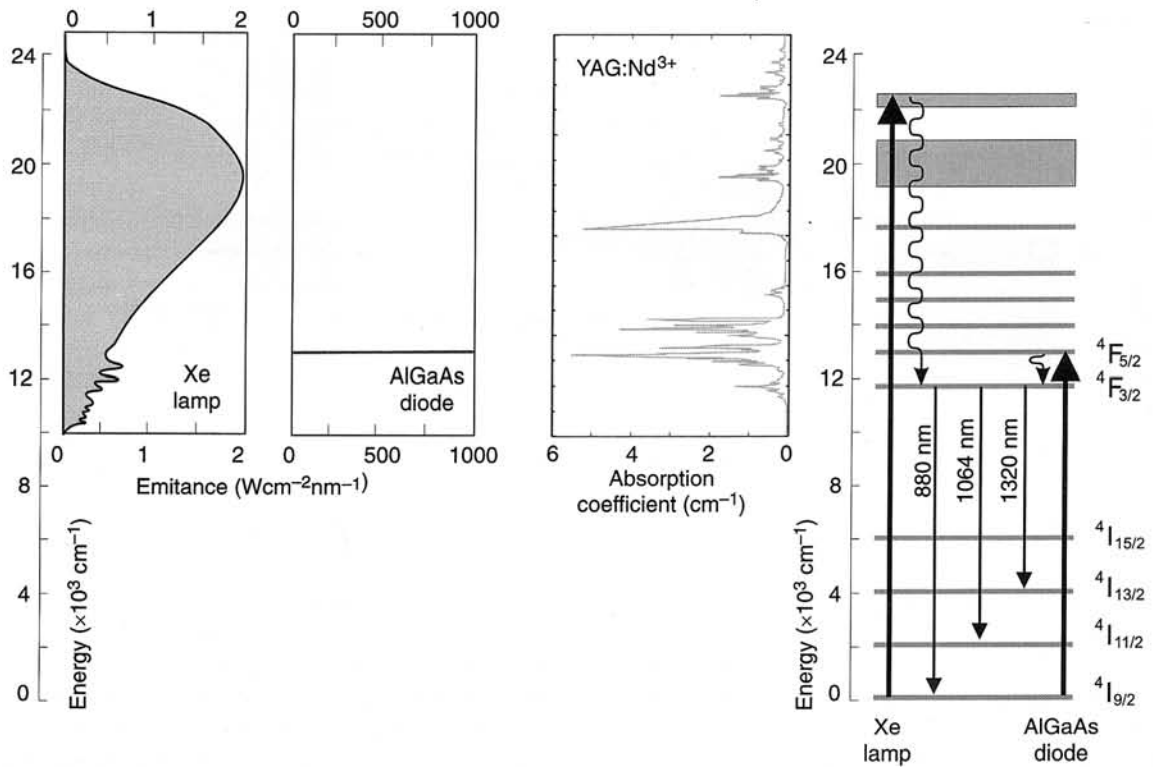 0 1 2
0 500 1000
24
20
16
12
8
4
0
Energy (×10³ cm⁻¹)
Xe
lamp
0 1 2
Emitance (Wcm⁻²nm⁻¹)
AlGaAs
diode
0 500 1000
YAG:Nd³⁺
6 4 2 0
Absorption
coefficient (cm⁻¹)
24
20
16
12
8
4
0
Energy (×10³ cm⁻¹)
880 nm
1064 nm
1320 nm
⁴F₅/₂
⁴F₃/₂
⁴I₁₅/₂
⁴I₁₃/₂
⁴I₁₁/₂
⁴I₉/₂
Xe
lamp
AlGaAs
diode